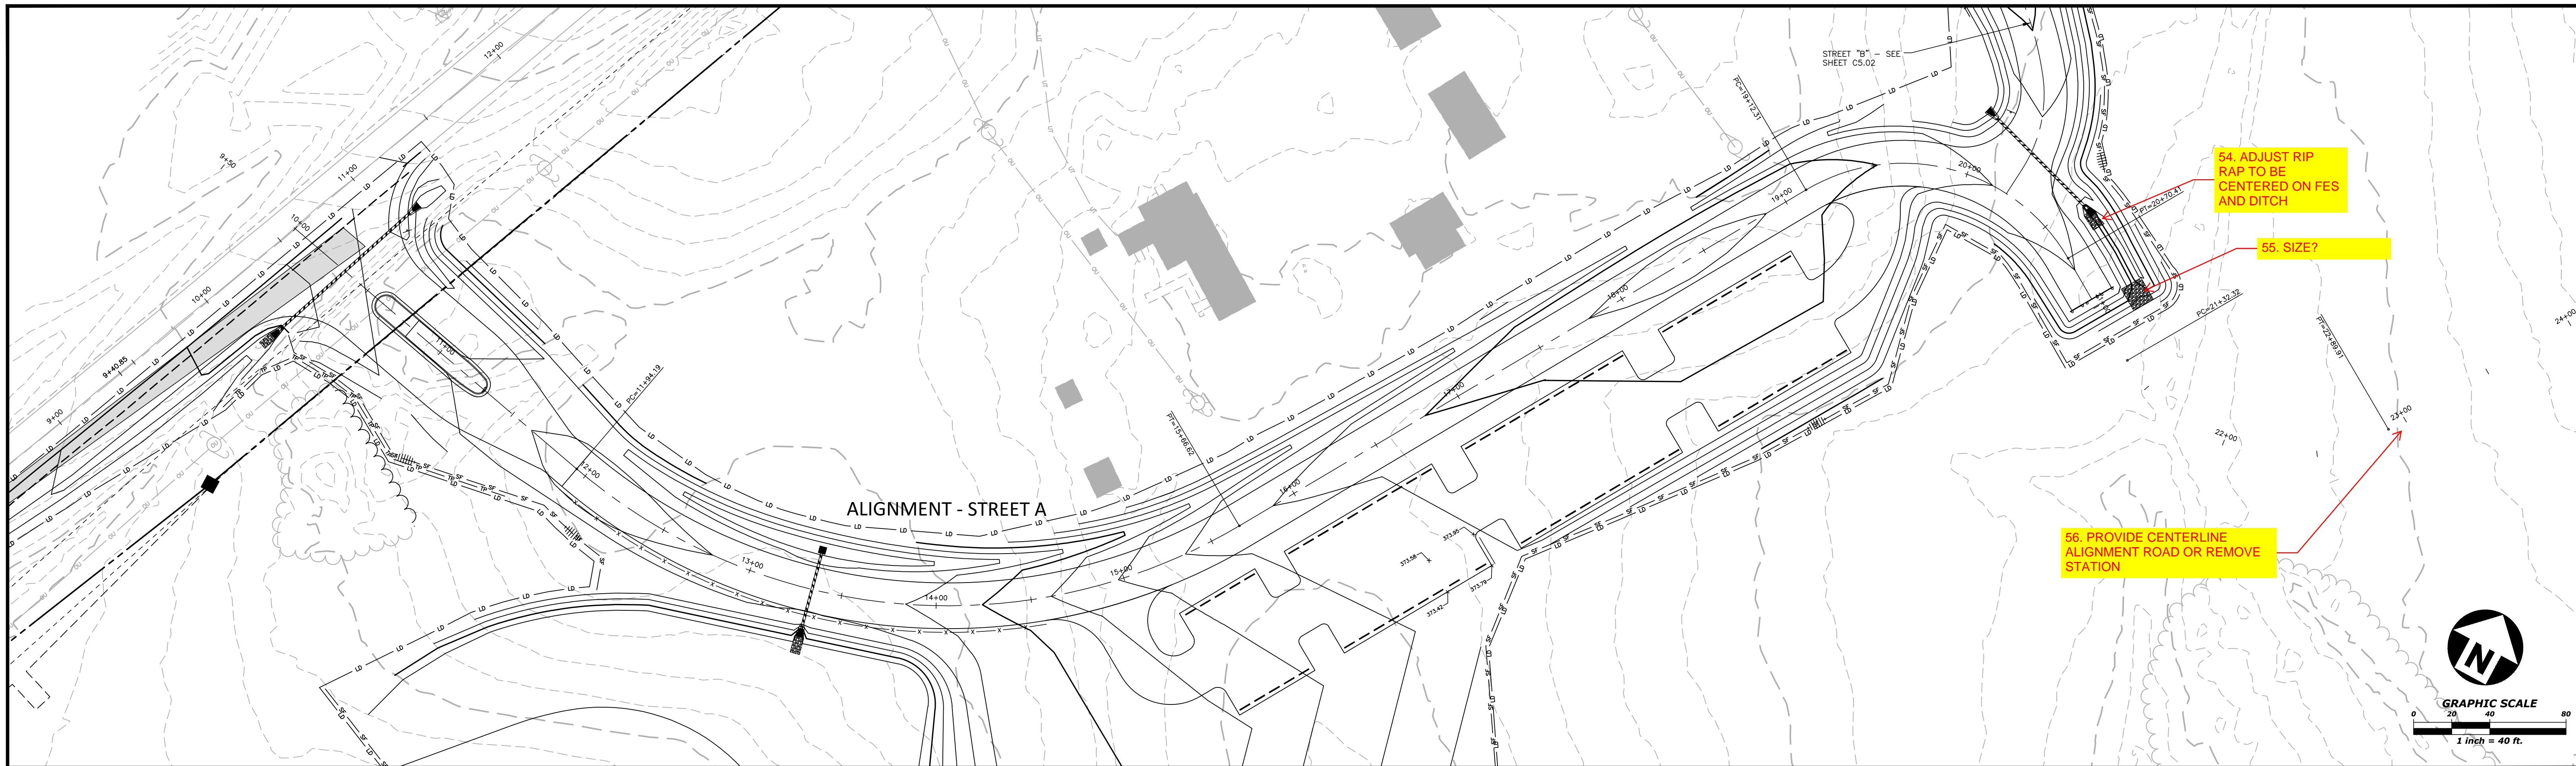 STREET "B" - SEE
SHEET C5.02
PC=19+12.31
12+00
9+50
11+00
10+00
10+00
9+40.85
9+00
11+00
PC=11+94.19
12+00
ALIGNMENT - STREET A
13+00
14+00
15+00
PT=15+66.62
16+00
17+00
18+00
19+00
20+00
PT=20+70.41
PC=21+32.32
PT=22+89.91
22+00
23+00
24+00
373.95
373.58
373.79
373.42
54. ADJUST RIP
RAP TO BE
CENTERED ON FES
AND DITCH
55. SIZE?
56. PROVIDE CENTERLINE
ALIGNMENT ROAD OR REMOVE
STATION
N
GRAPHIC SCALE
0 20 40 80
1 inch = 40 ft.